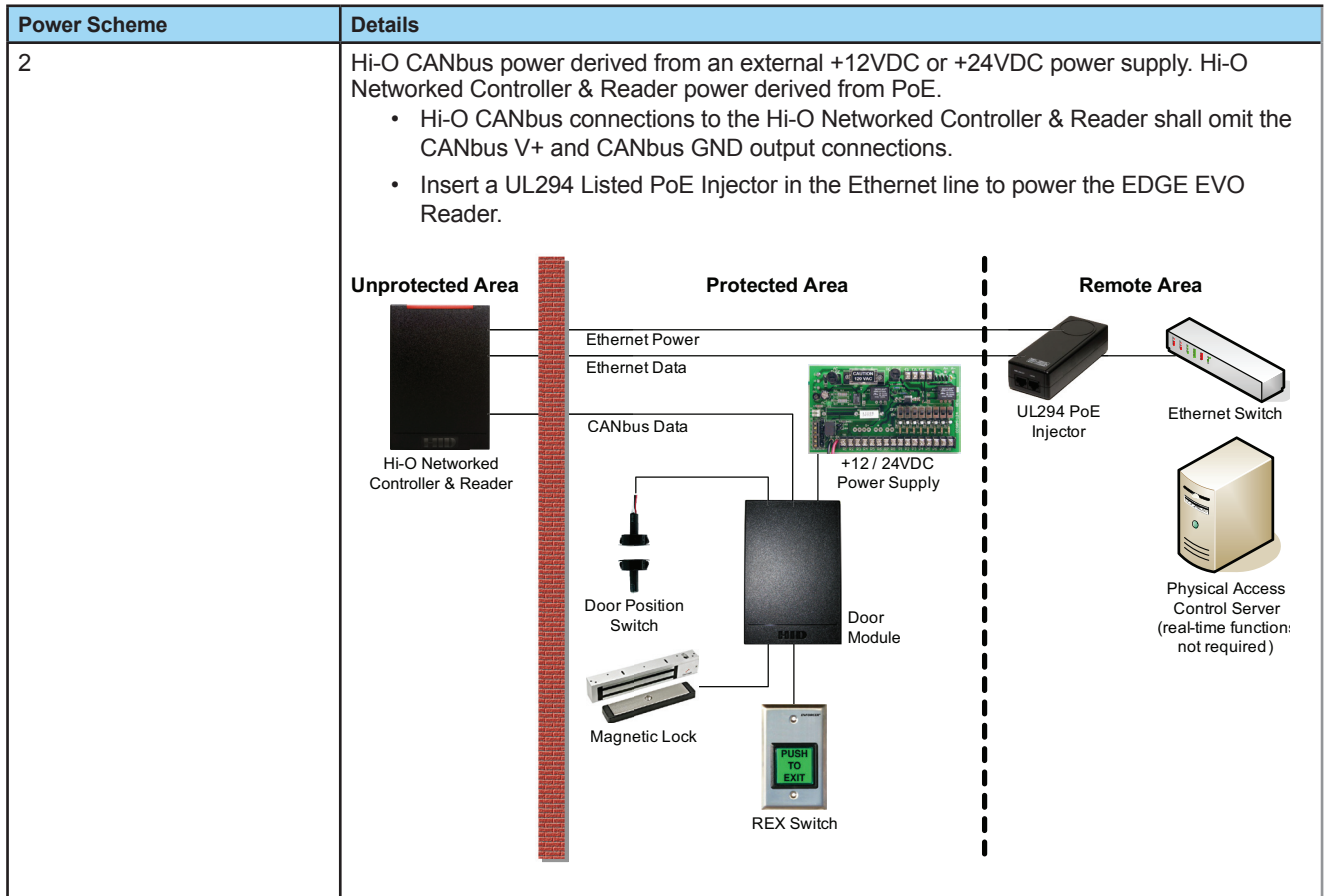 Power Scheme
Details
2
Hi-O CANbus power derived from an external +12VDC or +24VDC power supply. Hi-O
Networked Controller & Reader power derived from PoE.
• Hi-O CANbus connections to the Hi-O Networked Controller & Reader shall omit the
CANbus V+ and CANbus GND output connections.
• Insert a UL294 Listed PoE Injector in the Ethernet line to power the EDGE EVO
Reader.
Unprotected Area
Protected Area
Remote Area
Ethernet Power
Ethernet Data
CANbus Data
CAUTION
120 VAC
Hi-O Networked
Controller & Reader
+12 / 24VDC
Power Supply
UL294 PoE
Injector
Ethernet Switch
Door Position
Switch
HID
Door
Module
Physical Access
Control Server
(real-time function
not required)
Magnetic Lock
PUSH
TO
EXIT
REX Switch